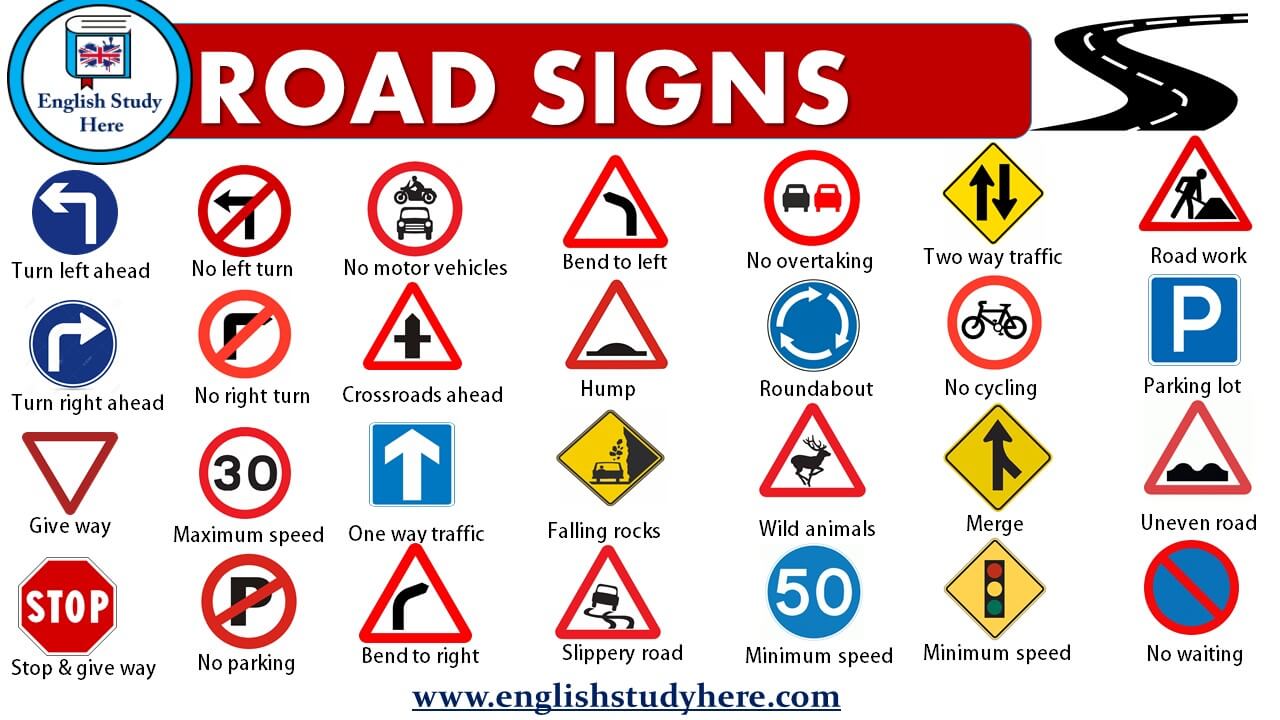 English Study
Here
ROAD SIGNS
Turn left ahead
No left turn
No motor vehicles
Bend to left
No overtaking
Two way traffic
Road work
P
Turn right ahead
No right turn
Crossroads ahead
Hump
Roundabout
No cycling
Parking lot
30
Give way
Maximum speed
One way traffic
Falling rocks
Wild animals
Merge
Uneven road
STOP
P
50
Stop & give way
No parking
Bend to right
Slippery road
Minimum speed
Minimum speed
No waiting
www.englishstudyhere.com